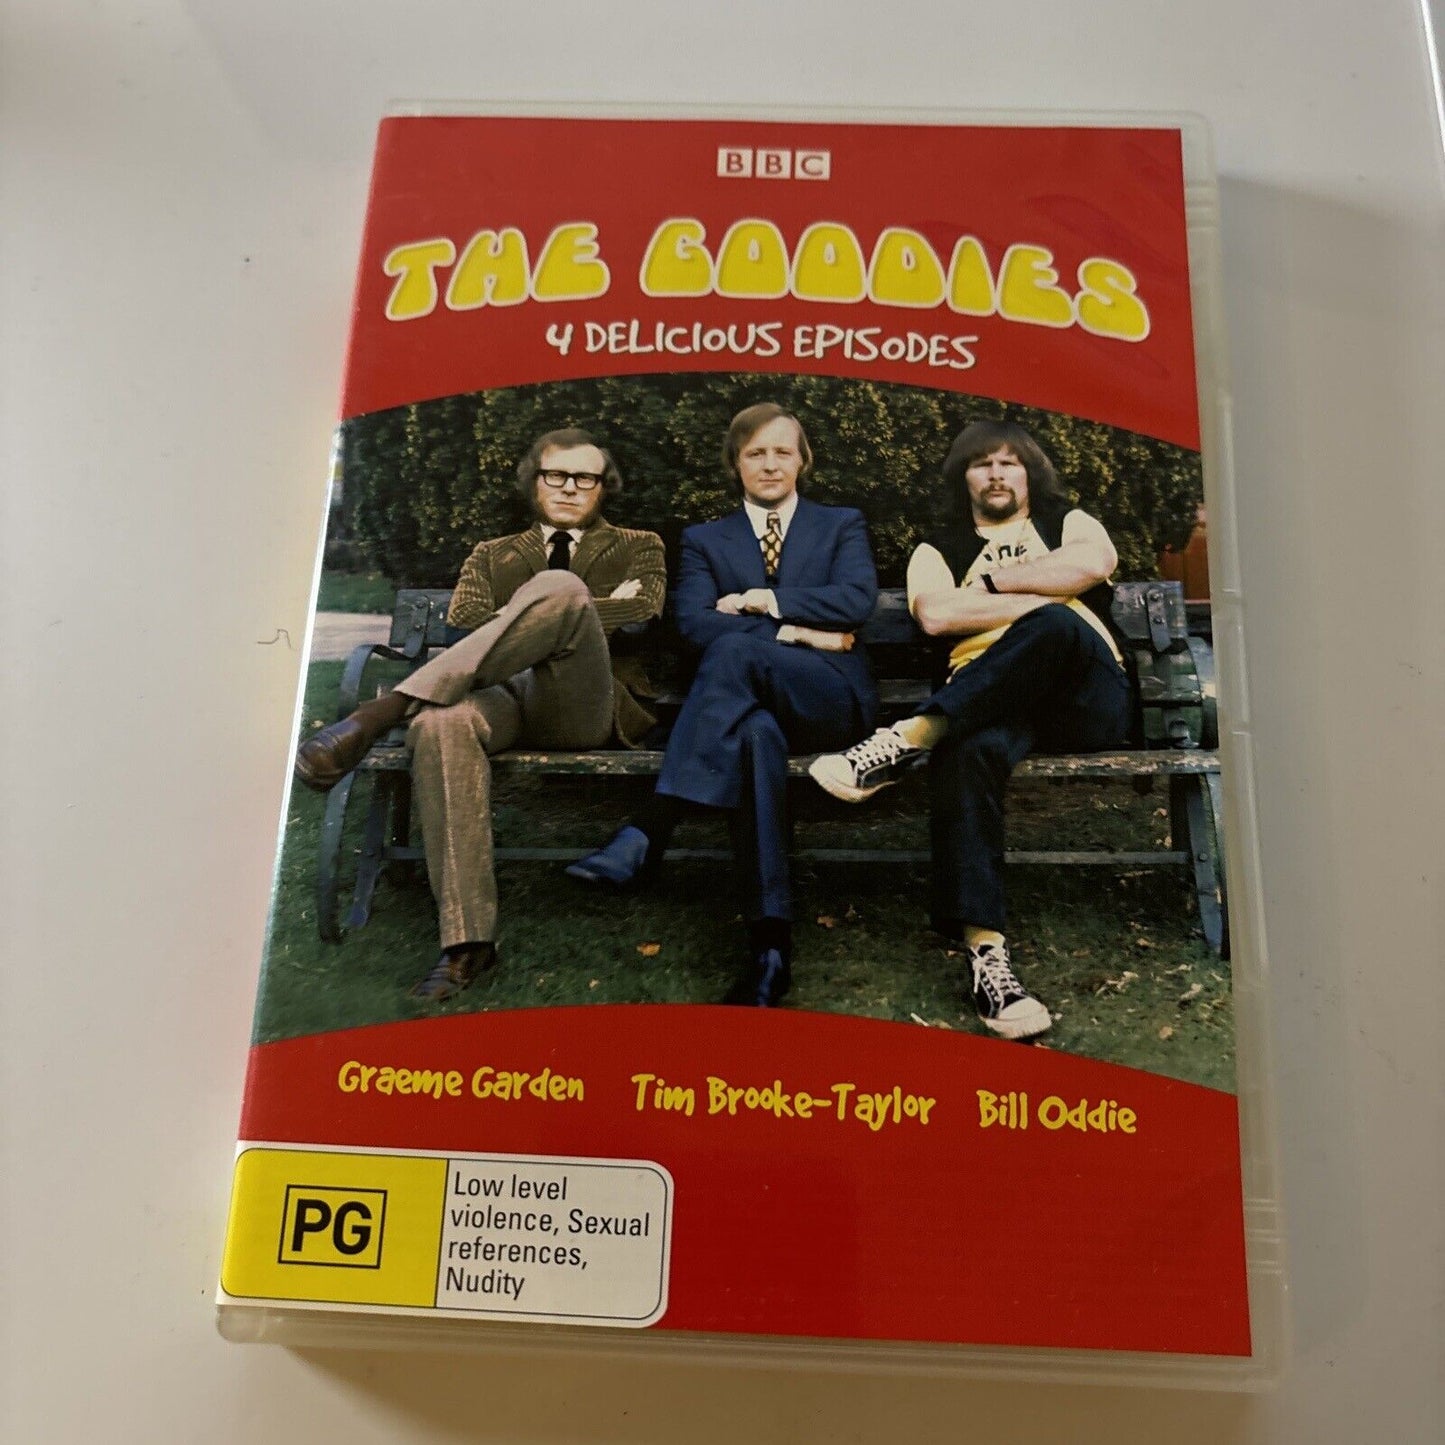 BBC
THE GOODIES
4 DELICIOUS EPISODES
Graeme Garden Tim Brooke-Taylor Bill Oddie
PG
Low level
violence, Sexual
references,
Nudity